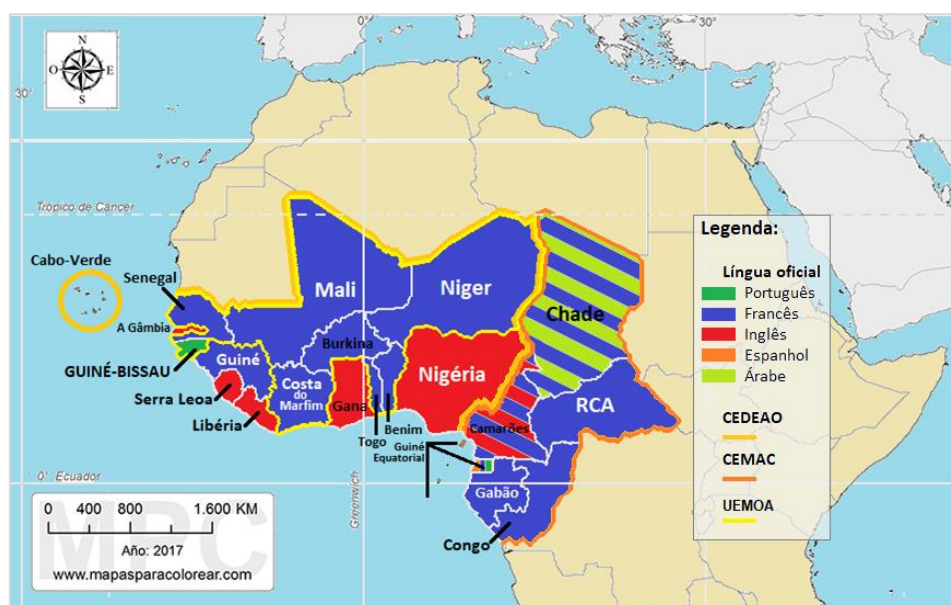 N
O
E
S
30°
0°
30°
Trópico de Câncer
Cabo-Verde
Senegal
Mali
Niger
Chade
A Gâmbia
Burkina
GUINÉ-BISSAU
Guiné
Nigéria
Serra Leoa
Costa
do
Marfim
Gana
RCA
Camarões
Libéria
Benim
Togo
Guiné
Equatorial
0° Ecuador
Gabão
Greenwich
Congo
Legenda:
Língua oficial
Português
Francês
Inglês
Espanhol
Árabe
CEDEAO
CEMAC
UEMOA
MPC
0 400 800 1.600 KM
Año: 2017
www.mapasparacolorear.com